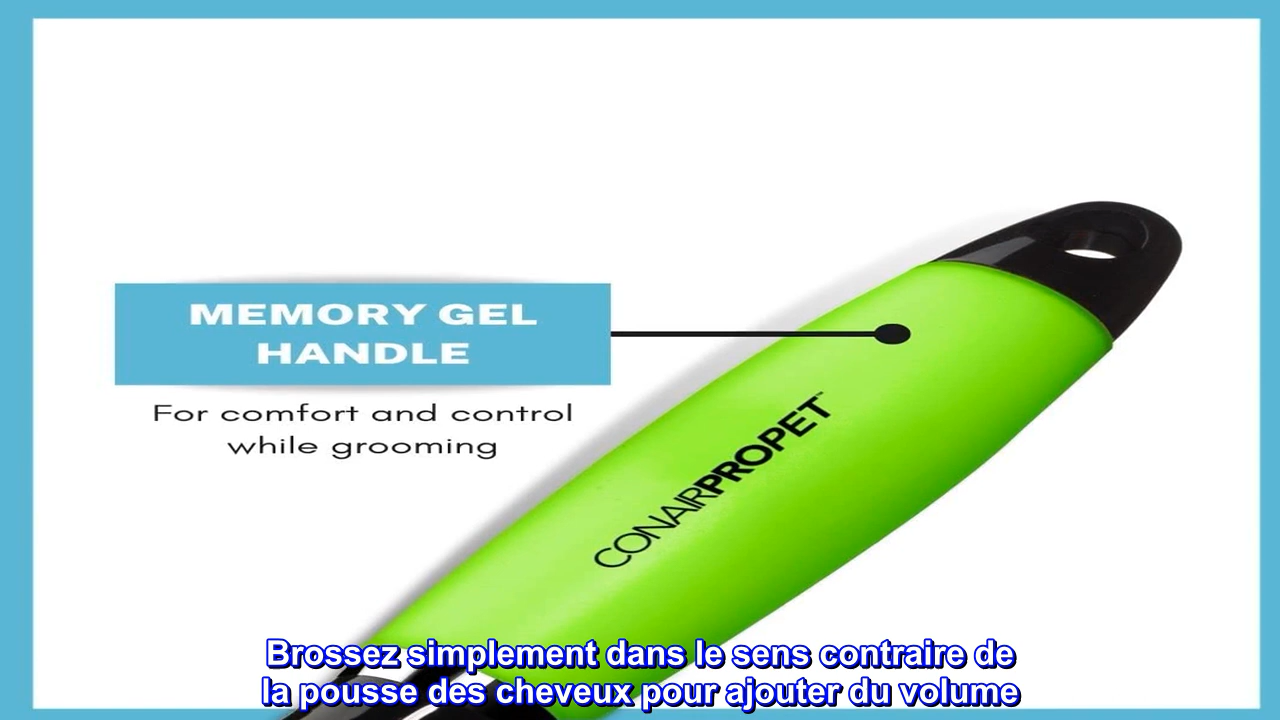 MEMORY GEL
HANDLE
For comfort and control
while grooming
CONAIRPROPET™
Brossez simplement dans le sens contraire de
la pousse des cheveux pour ajouter du volume